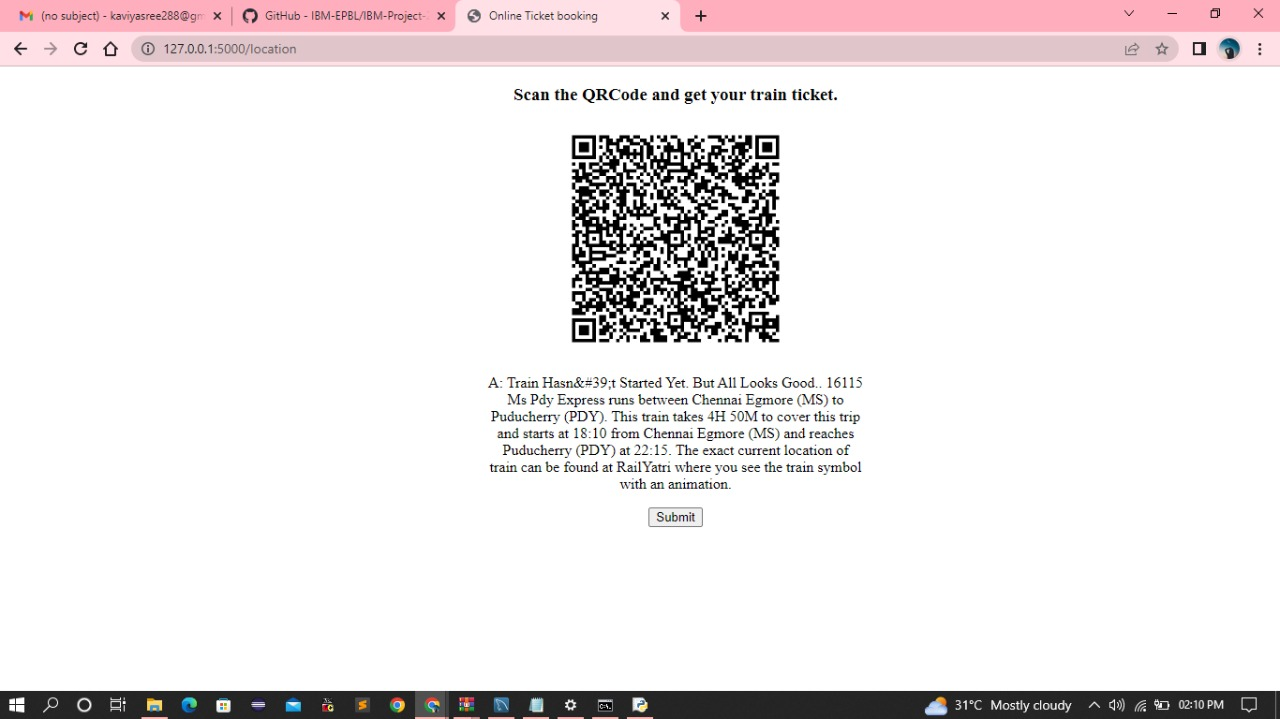 (no subject) - kaviyasree288@gm
GitHub - IBM-EPBL/IBM-Project-
Online Ticket booking
127.0.0.1:5000/location
Scan the QRCode and get your train ticket.
A: Train Hasn&#39;t Started Yet. But All Looks Good.. 16115
Ms Pdy Express runs between Chennai Egmore (MS) to
Puducherry (PDY). This train takes 4H 50M to cover this trip
and starts at 18:10 from Chennai Egmore (MS) and reaches
Puducherry (PDY) at 22:15. The exact current location of
train can be found at RailYatri where you see the train symbol
with an animation.
Submit
31°C Mostly cloudy
02:10 PM